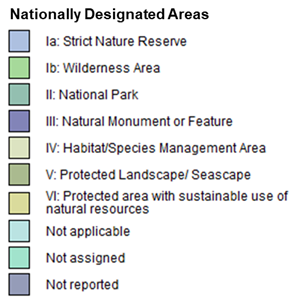 Nationally Designated Areas
Ia: Strict Nature Reserve
Ib: Wilderness Area
II: National Park
III: Natural Monument or Feature
IV: Habitat/Species Management Area
V: Protected Landscape/ Seascape
VI: Protected area with sustainable use of
natural resources
Not applicable
Not assigned
Not reported